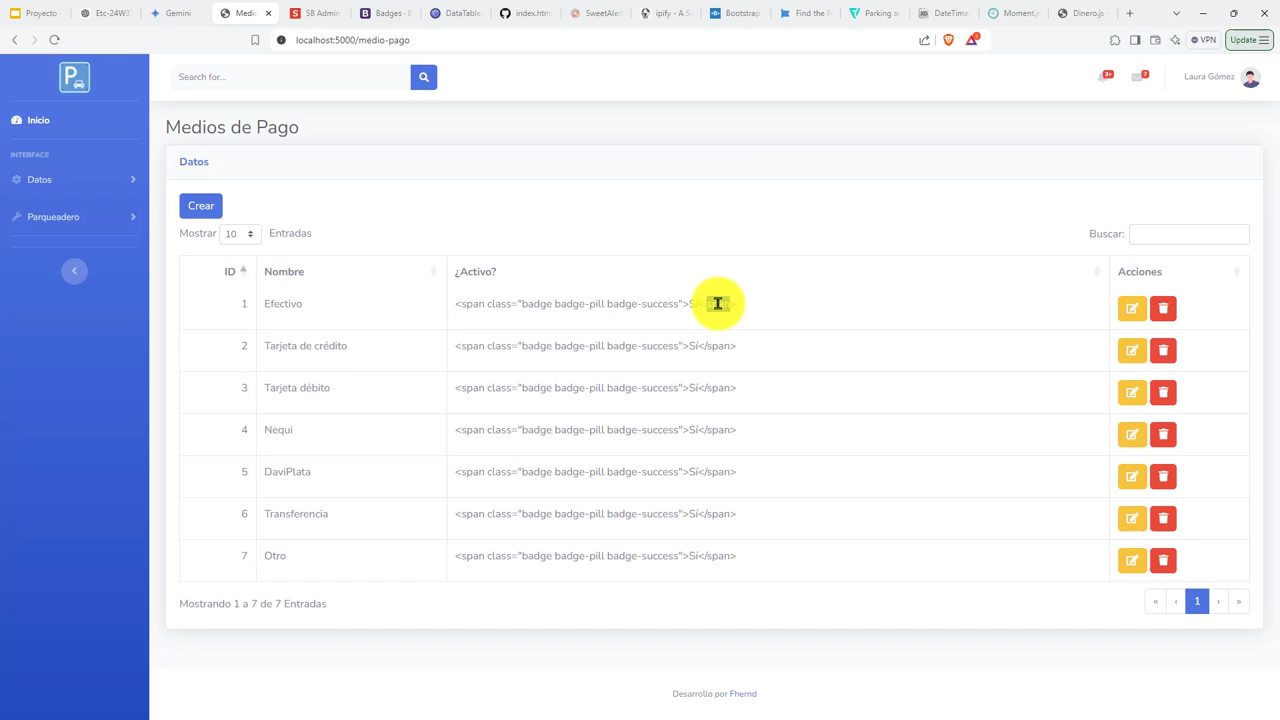 Proyecto
Etc-24W37
Gemini
Medio
SB Admin
Badges - B
DataTable
index.htm
SweetAlert
ipify - A S
Bootstrap
Find the P
Parking ar
DateTime
Moment.j
Dinero.js
localhost:5000/medio-pago
1
VPN
Update
P
Search for...
3+
7
Laura Gómez
Inicio
INTERFACE
Datos
Parqueadero
Medios de Pago
Datos
Crear
Mostrar 10 Entradas
Buscar:
ID Nombre ¿Activo? Acciones
1 Efectivo <span class="badge badge-pill badge-success">Sí</span>
2 Tarjeta de crédito <span class="badge badge-pill badge-success">Sí</span>
3 Tarjeta débito <span class="badge badge-pill badge-success">Sí</span>
4 Nequi <span class="badge badge-pill badge-success">Sí</span>
5 DaviPlata <span class="badge badge-pill badge-success">Sí</span>
6 Transferencia <span class="badge badge-pill badge-success">Sí</span>
7 Otro <span class="badge badge-pill badge-success">Sí</span>
Mostrando 1 a 7 de 7 Entradas
« ‹ 1 › »
Desarrollo por Fhernd